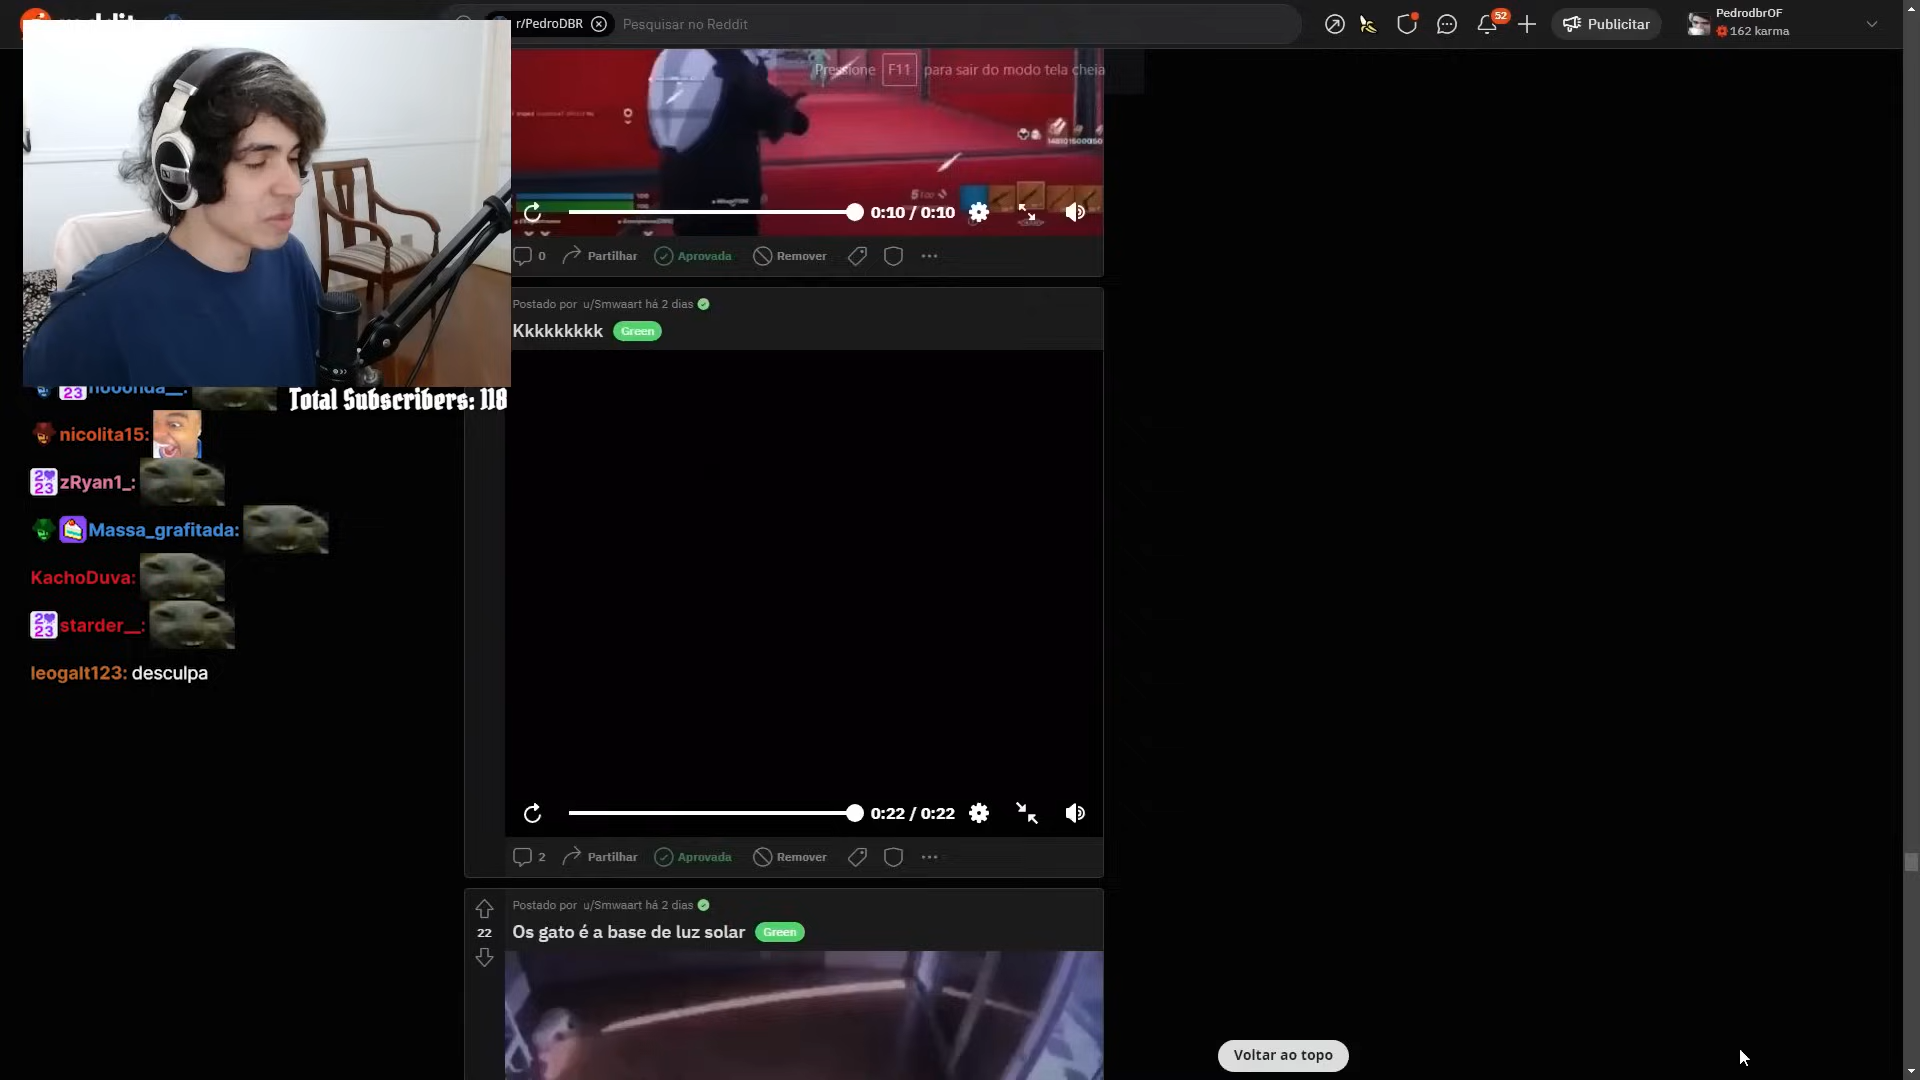 r/PedroDBR
Pesquisar no Reddit
52
Publicitar
PedrodbrOF
162 karma
Pressione F11 para sair do modo tela cheia
0:10 / 0:10
0 Partilhar Aprovada Remover
Postado por u/Smwaart há 2 dias
Kkkkkkkkk Green
Total Subscribers: 118
nicolita15:
zRyan1_:
Massa_grafitada:
KachoDuva:
starder__:
leogalt123: desculpa
0:22 / 0:22
2 Partilhar Aprovada Remover
Postado por u/Smwaart há 2 dias
22
Os gato é a base de luz solar Green
Voltar ao topo